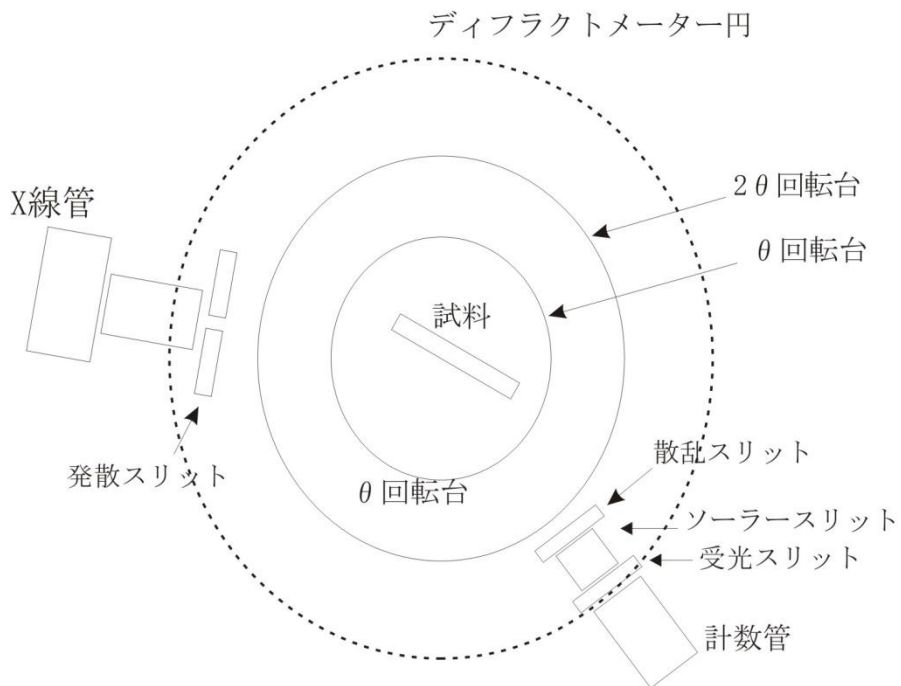 ディフラクトメーター円
2θ回転台
X線管
θ回転台
試料
散乱スリット
発散スリット
θ回転台
ソーラースリット
受光スリット
計数管